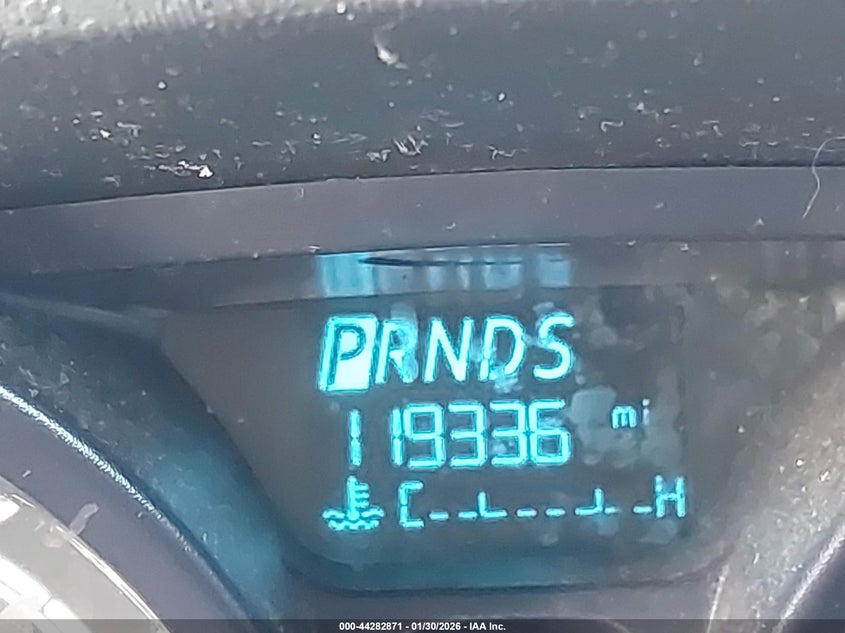 PRNDS
119336 mi
C H
000-44282871 - 01/30/2026 - IAA Inc.